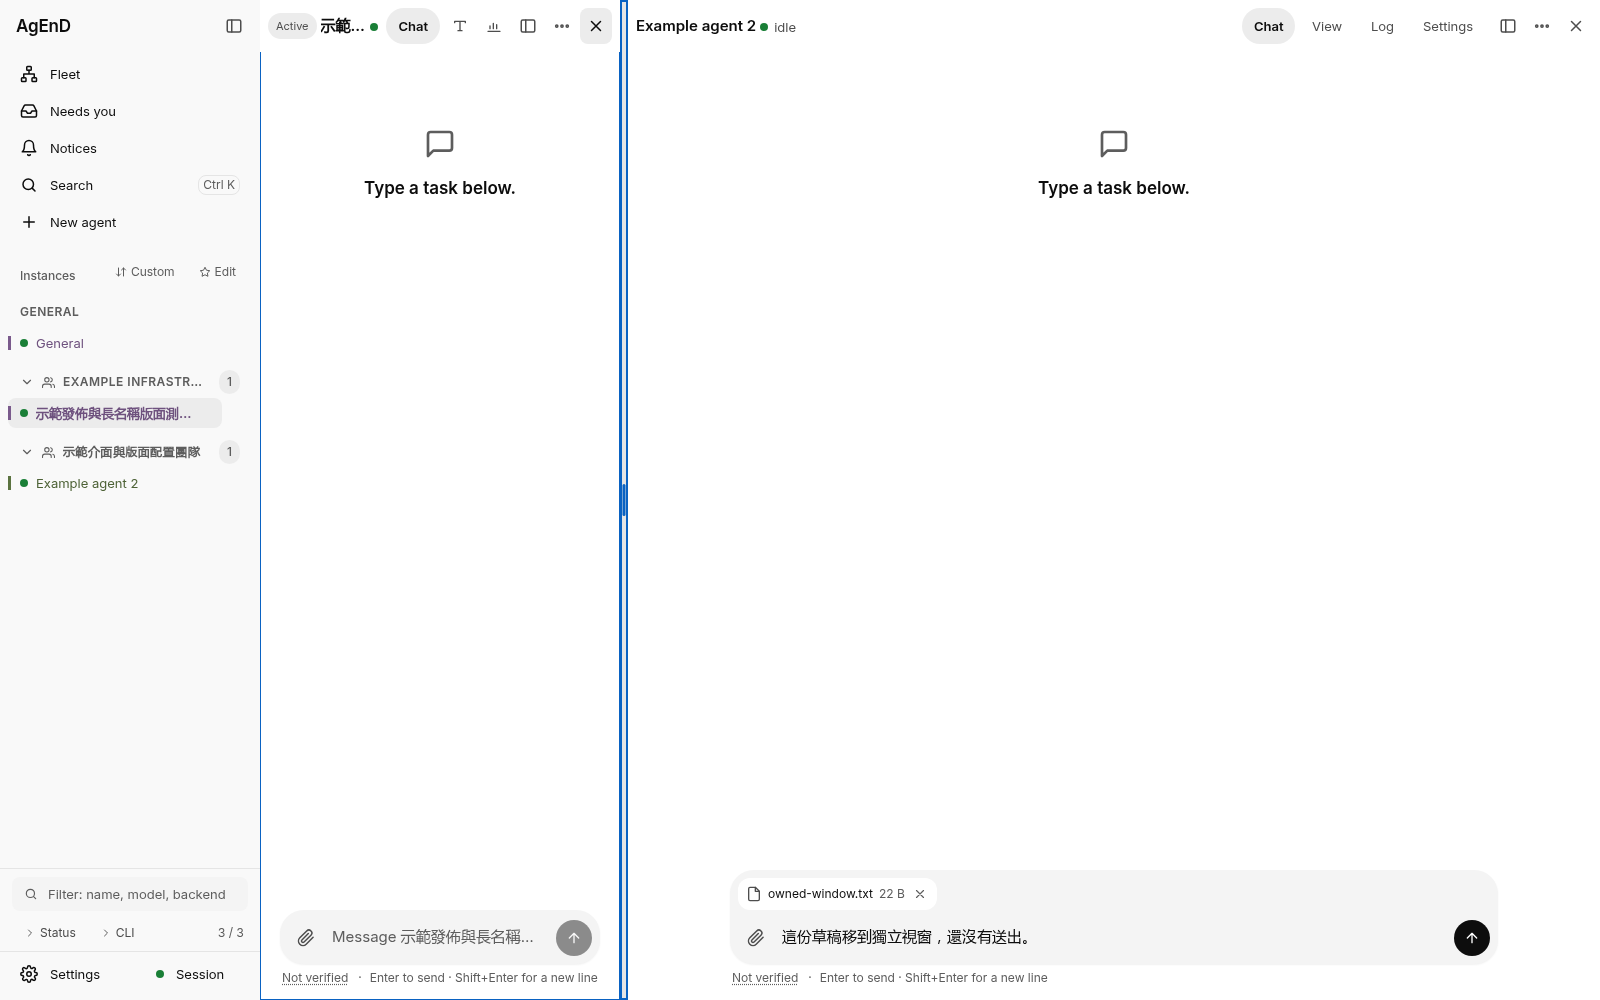 AgEnD
Fleet
Needs you
Notices
Search Ctrl K
New agent
Instances Custom Edit
GENERAL
General
EXAMPLE INFRASTR... 1
示範發佈與長名稱版面測...
示範介面與版面配置團隊 1
Example agent 2
Filter: name, model, backend
Status CLI 3 / 3
Settings Session
Active 示範... Chat
Type a task below.
Message 示範發佈與長名稱...
Not verified · Enter to send · Shift+Enter for a new line
Example agent 2 idle Chat View Log Settings
Type a task below.
owned-window.txt 22 B
這份草稿移到獨立視窗，還沒有送出。
Not verified · Enter to send · Shift+Enter for a new line